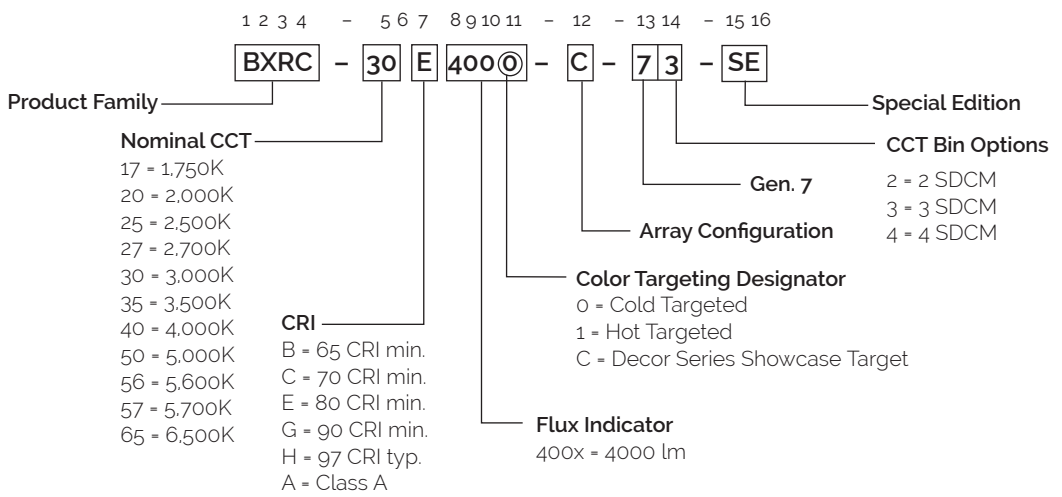 1 2 3 4 - 5 6 7 8 9 10 11 - 12 - 13 14 - 15 16
BXRC - 30 E 400 0 - C - 7 3 - SE
Product Family
Special Edition
Nominal CCT
17 = 1,750K
20 = 2,000K
25 = 2,500K
27 = 2,700K
30 = 3,000K
35 = 3,500K
40 = 4,000K
50 = 5,000K
56 = 5,600K
57 = 5,700K
65 = 6,500K
CCT Bin Options
2 = 2 SDCM
3 = 3 SDCM
4 = 4 SDCM
Gen. 7
Array Configuration
Color Targeting Designator
0 = Cold Targeted
1 = Hot Targeted
C = Decor Series Showcase Target
CRI
B = 65 CRI min.
C = 70 CRI min.
E = 80 CRI min.
G = 90 CRI min.
H = 97 CRI typ.
A = Class A
Flux Indicator
400x = 4000 lm